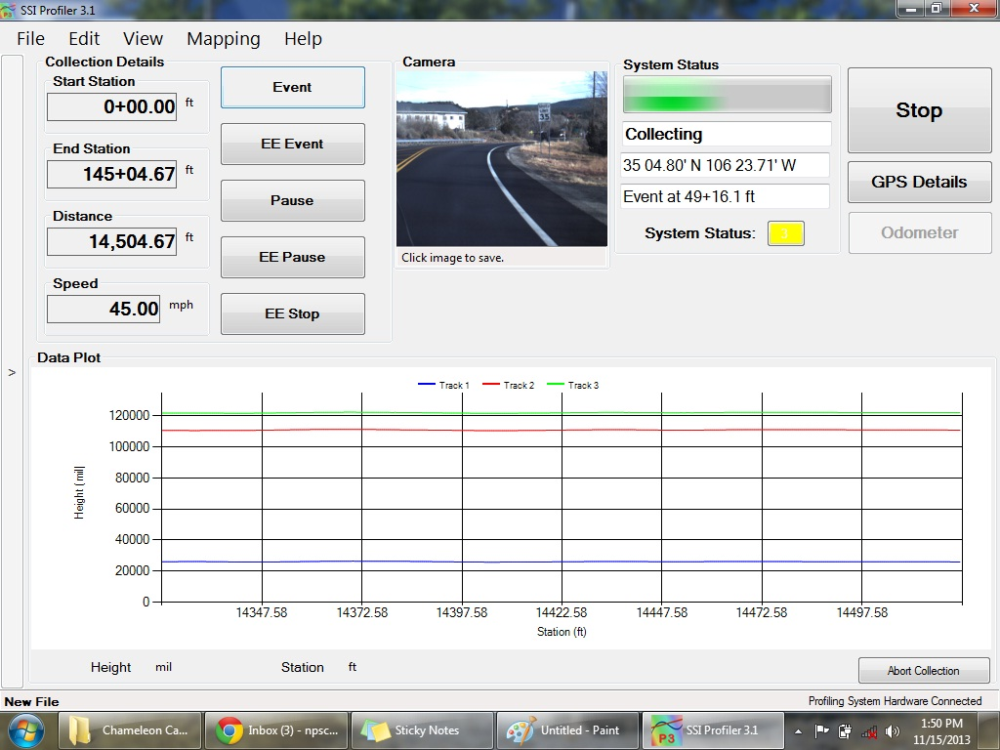 SSI Profiler 3.1
File Edit View Mapping Help
Collection Details
Start Station
0+00.00 ft
End Station
145+04.67 ft
Distance
14,504.67 ft
Speed
45.00 mph
Event
EE Event
Pause
EE Pause
EE Stop
Camera
Click image to save.
System Status
Collecting
35 04.80' N 106 23.71' W
Event at 49+16.1 ft
System Status: 3
Stop
GPS Details
Odometer
>
Data Plot
Track 1 Track 2 Track 3
Height (mil)
120000
100000
80000
60000
40000
20000
0
14347.58 14372.58 14397.58 14422.58 14447.58 14472.58 14497.58
Station (ft)
Height mil Station ft
Abort Collection
New File
Profiling System Hardware Connected
Chameleon Ca...
Inbox (3) - npsc...
Sticky Notes
Untitled - Paint
P3
SSI Profiler 3.1
1:50 PM
11/15/2013